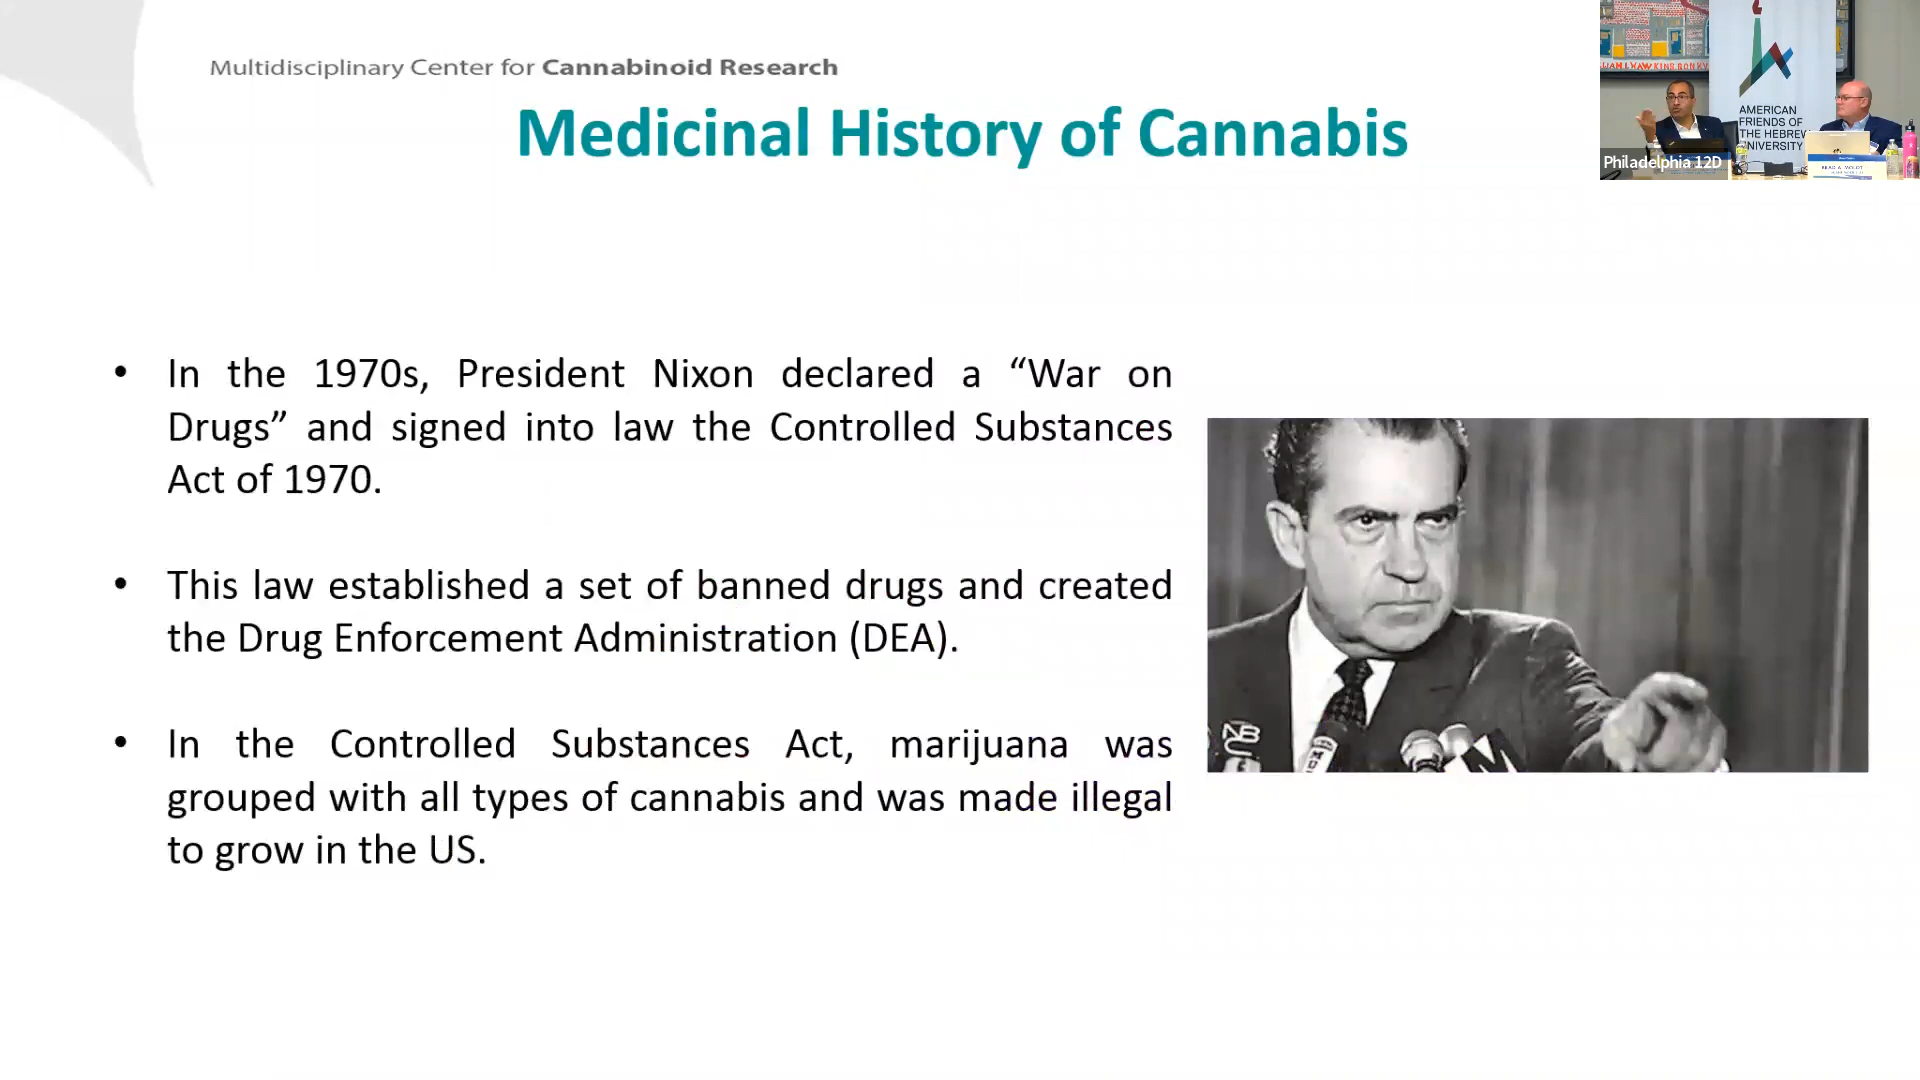 Multidisciplinary Center for Cannabinoid Research
Medicinal History of Cannabis
AMERICAN
FRIENDS OF
THE HEBREW
UNIVERSITY
Philadelphia 12D
• In the 1970s, President Nixon declared a “War on
Drugs” and signed into law the Controlled Substances
Act of 1970.
• This law established a set of banned drugs and created
the Drug Enforcement Administration (DEA).
• In the Controlled Substances Act, marijuana was
grouped with all types of cannabis and was made illegal
to grow in the US.